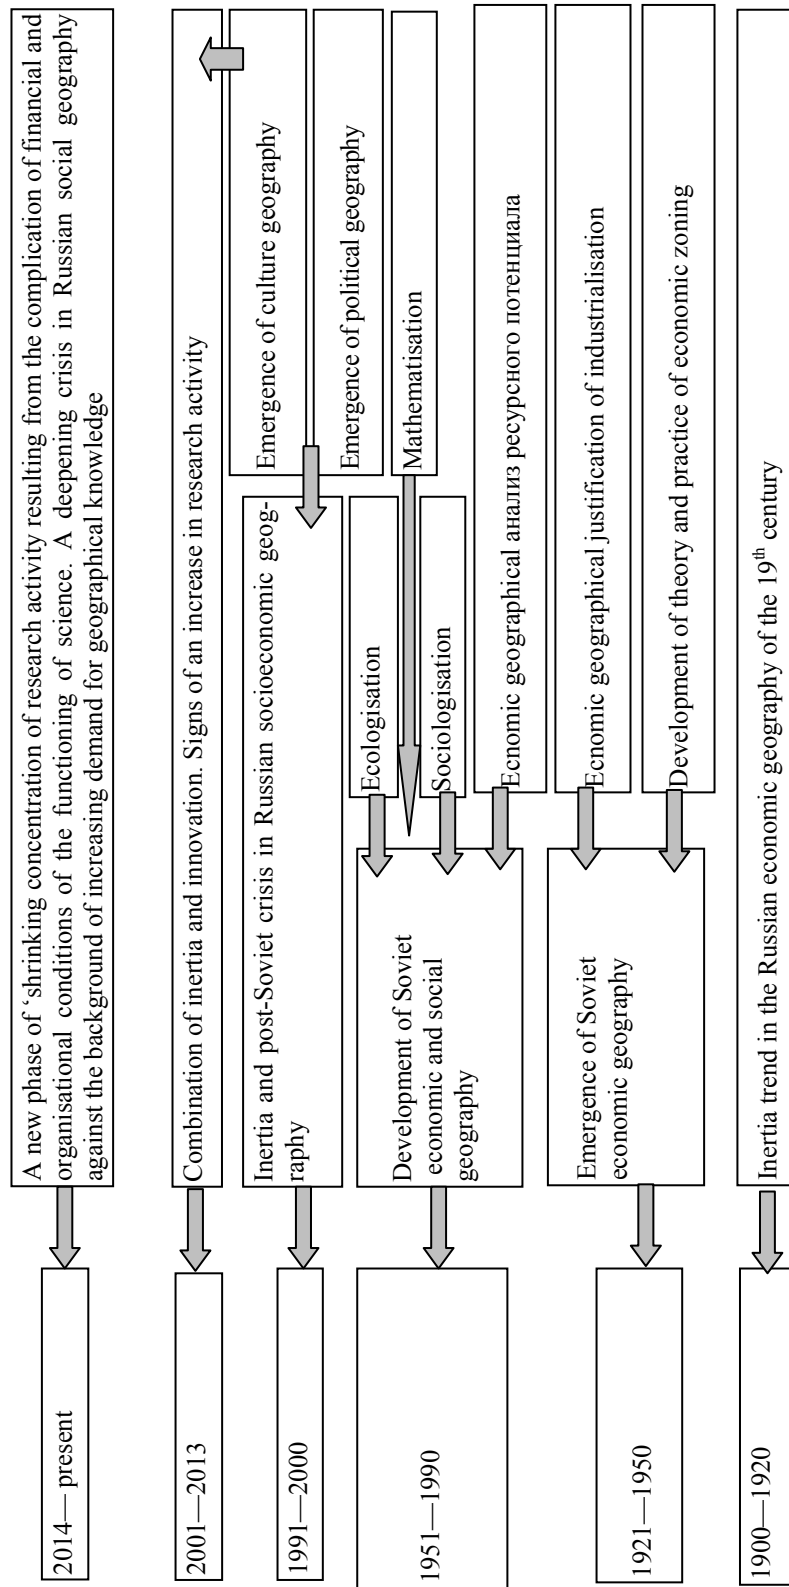 2014— present
A new phase of ‘shrinking concentration of research activity resulting from the complication of financial and
organisational conditions of the functioning of science. A deepening crisis in Russian social geography
against the background of increasing demand for geographical knowledge
2001—2013
Combination of inertia and innovation. Signs of an increase in research activity
1991—2000
Inertia and post-Soviet crisis in Russian socioeconomic geog-
raphy
Emergence of culture geography
Emergence of political geography
1951—1990
Development of Soviet
economic and social
geography
Ecologisation
Mathematisation
Sociologisation
Ecnomic geographical анализ ресурсного потенциала
1921—1950
Emergence of Soviet
economic geography
Ecnomic geographical justification of industrialisation
Development of theory and practice of economic zoning
1900—1920
Inertia trend in the Russian economic geography of the 19th century